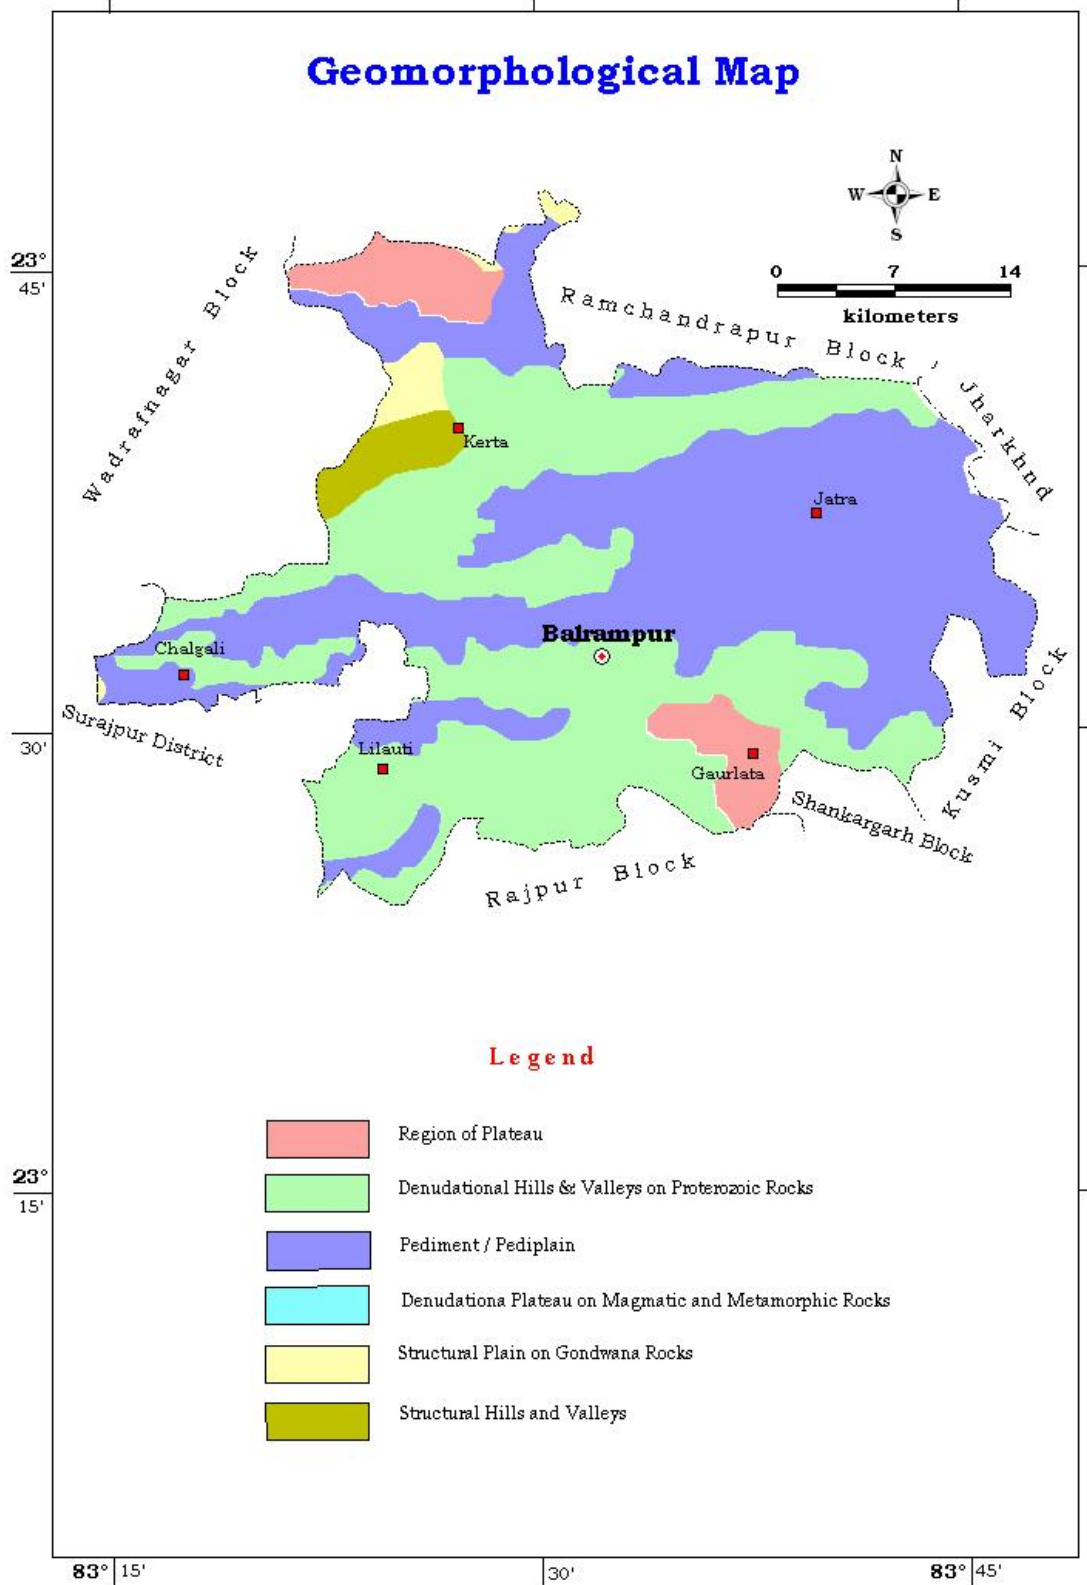 Geomorphological Map
N
W E
S
23°
45'
0 7 14
kilometers
Wadrafnagar Block
Ramchandrapur Block
Jharkhnd
Kerta
Jatra
Balrampur
Chalgali
Surajpur District
30'
Lilauti
Gaurlata
Kusmi Block
Shankargarh Block
Rajpur Block
Legend
Region of Plateau
23°
15'
Denudational Hills & Valleys on Proterozoic Rocks
Pediment / Pediplain
Denudationa Plateau on Magmatic and Metamorphic Rocks
Structural Plain on Gondwana Rocks
Structural Hills and Valleys
83° 15' 30' 83° 45'